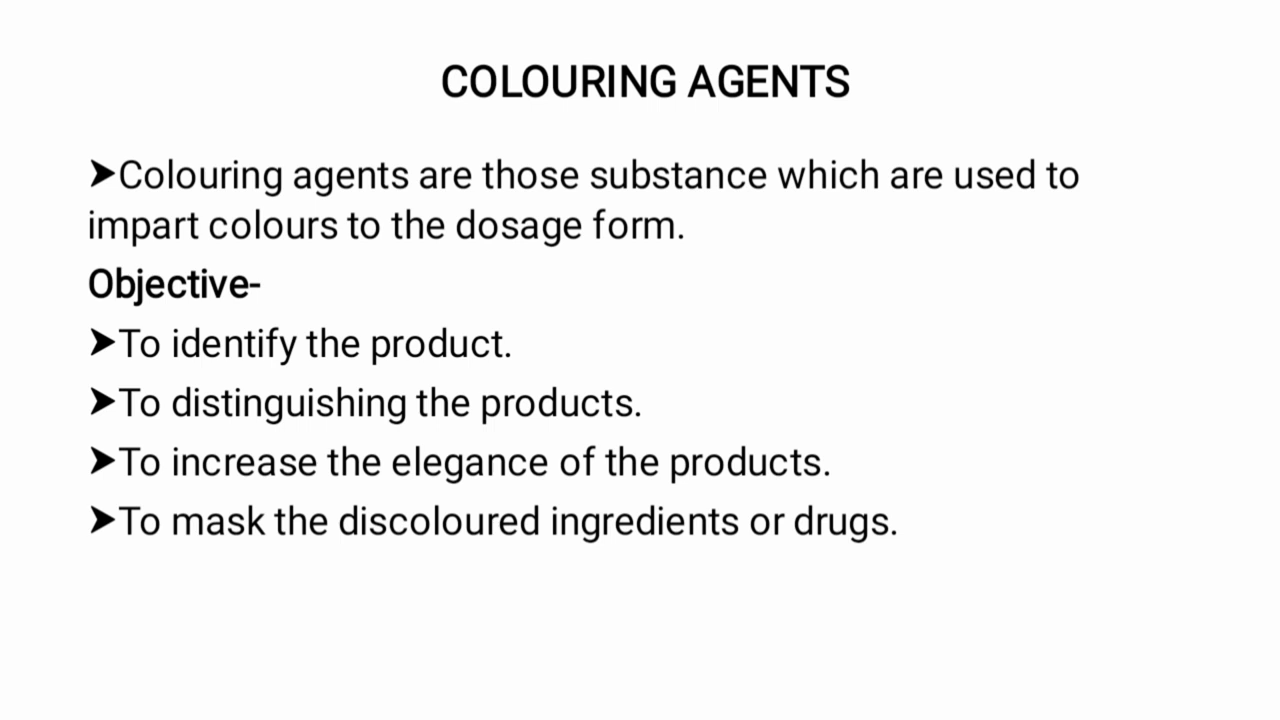 COLOURING AGENTS
➤Colouring agents are those substance which are used to
impart colours to the dosage form.
Objective-
➤To identify the product.
➤To distinguishing the products.
➤To increase the elegance of the products.
➤To mask the discoloured ingredients or drugs.